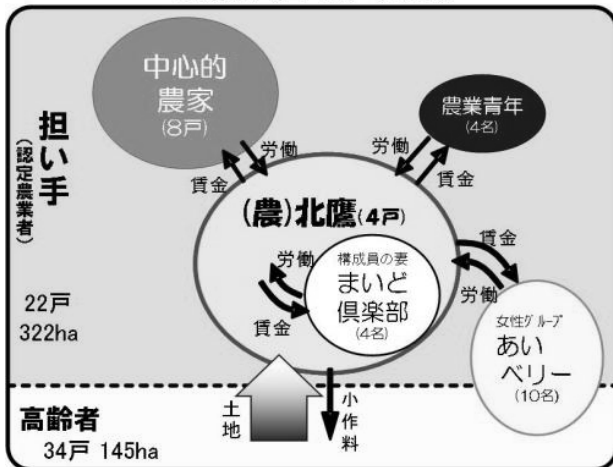 中心的
農家
(8戸)
農業青年
(4名)
担い手
(認定農業者)
労働
賃金
労働
賃金
(農)北鷹(4戸)
賃金
労働
労働
賃金
構成員の妻
まいど
倶楽部
(4名)
22戸
322ha
女性グループ
あい
ベリー
(10名)
土地
小作料
高齢者
34戸 145ha